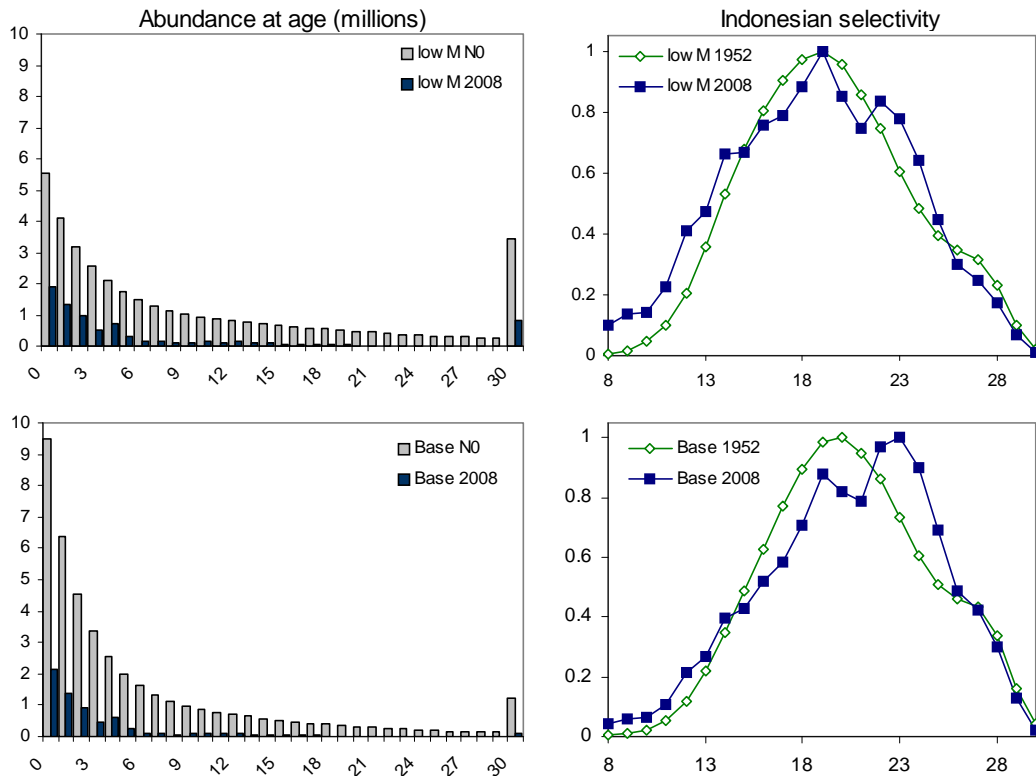 Abundance at age (millions)
10
9
8
7
6
5
4
3
2
1
0
low M N0
low M 2008
0 3 6 9 12 15 18 21 24 27 30
Indonesian selectivity
1
0.8
0.6
0.4
0.2
0
low M 1952
low M 2008
8 13 18 23 28
10
9
8
7
6
5
4
3
2
1
0
Base N0
Base 2008
0 3 6 9 12 15 18 21 24 27 30
1
0.8
0.6
0.4
0.2
0
Base 1952
Base 2008
8 13 18 23 28